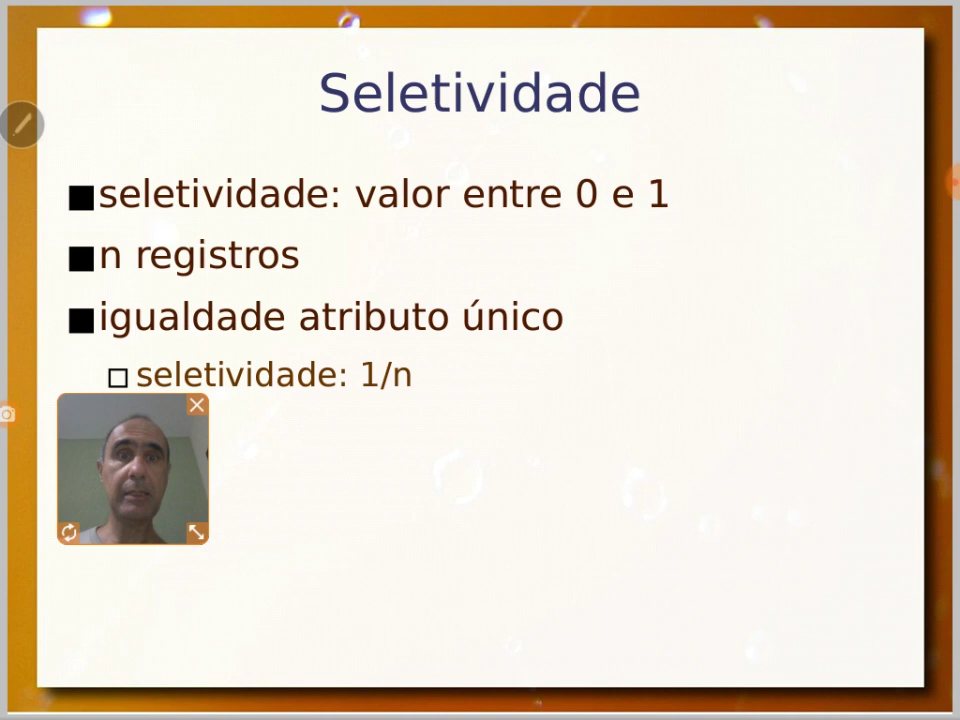 Seletividade
seletividade: valor entre 0 e 1
n registros
igualdade atributo único
seletividade: 1/n